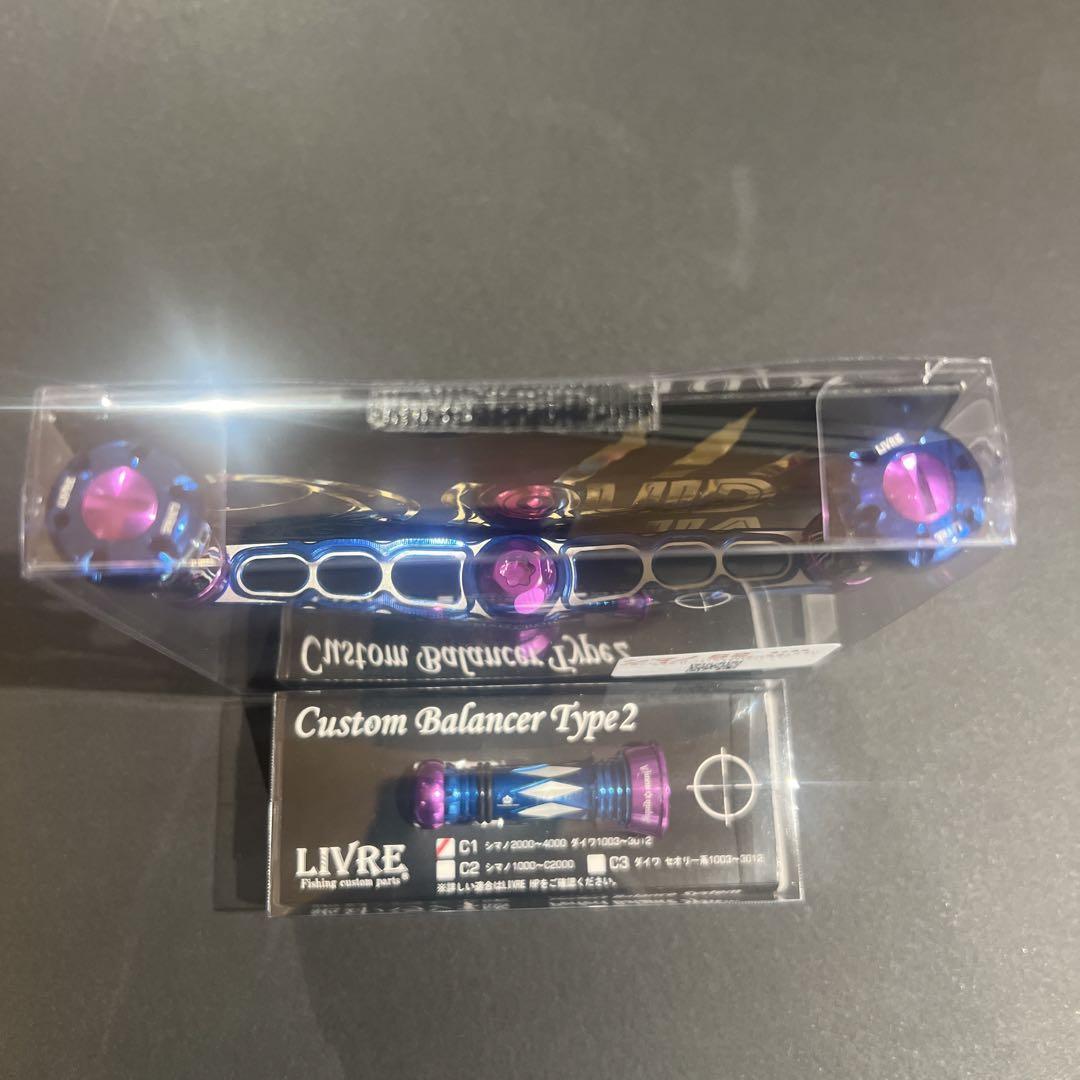 LIVRE
LIVRE
Custom Balancer Type2
Custom Balancer Type2
LIVRE
Fishing custom parts®
C1 シマノ2000~4000 ダイワ1003~3012
C2 シマノ1000~C2000
C3 ダイワ セオリー系1003~3012
※詳しい適合はLIVRE HPをご確認ください。